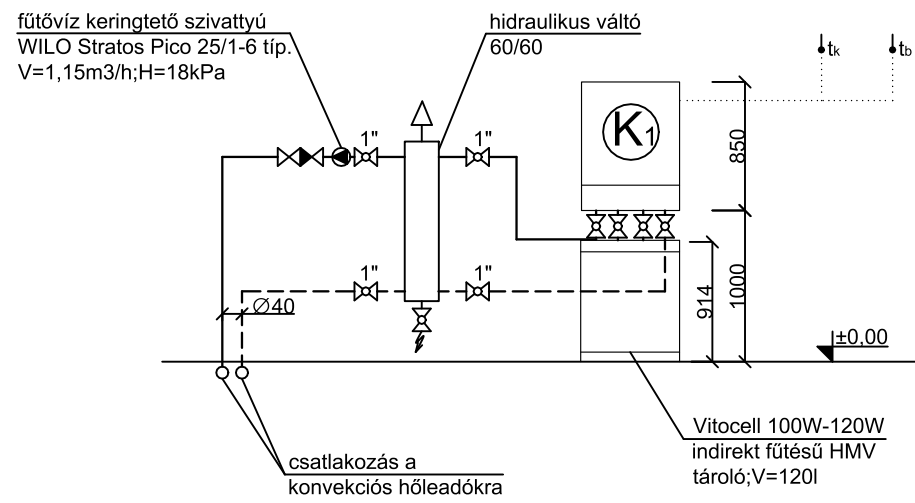 fűtővíz keringtető szivattyú
WILO Stratos Pico 25/1-6 típ.
V=1,15m3/h;H=18kPa
hidraulikus váltó
60/60
tk
tb
K1
1"
1"
850
1"
1"
Ø40
914
1000
±0,00
Vitocell 100W-120W
indirekt fűtésű HMV
tároló;V=120l
csatlakozás a
konvekciós hőleadókra